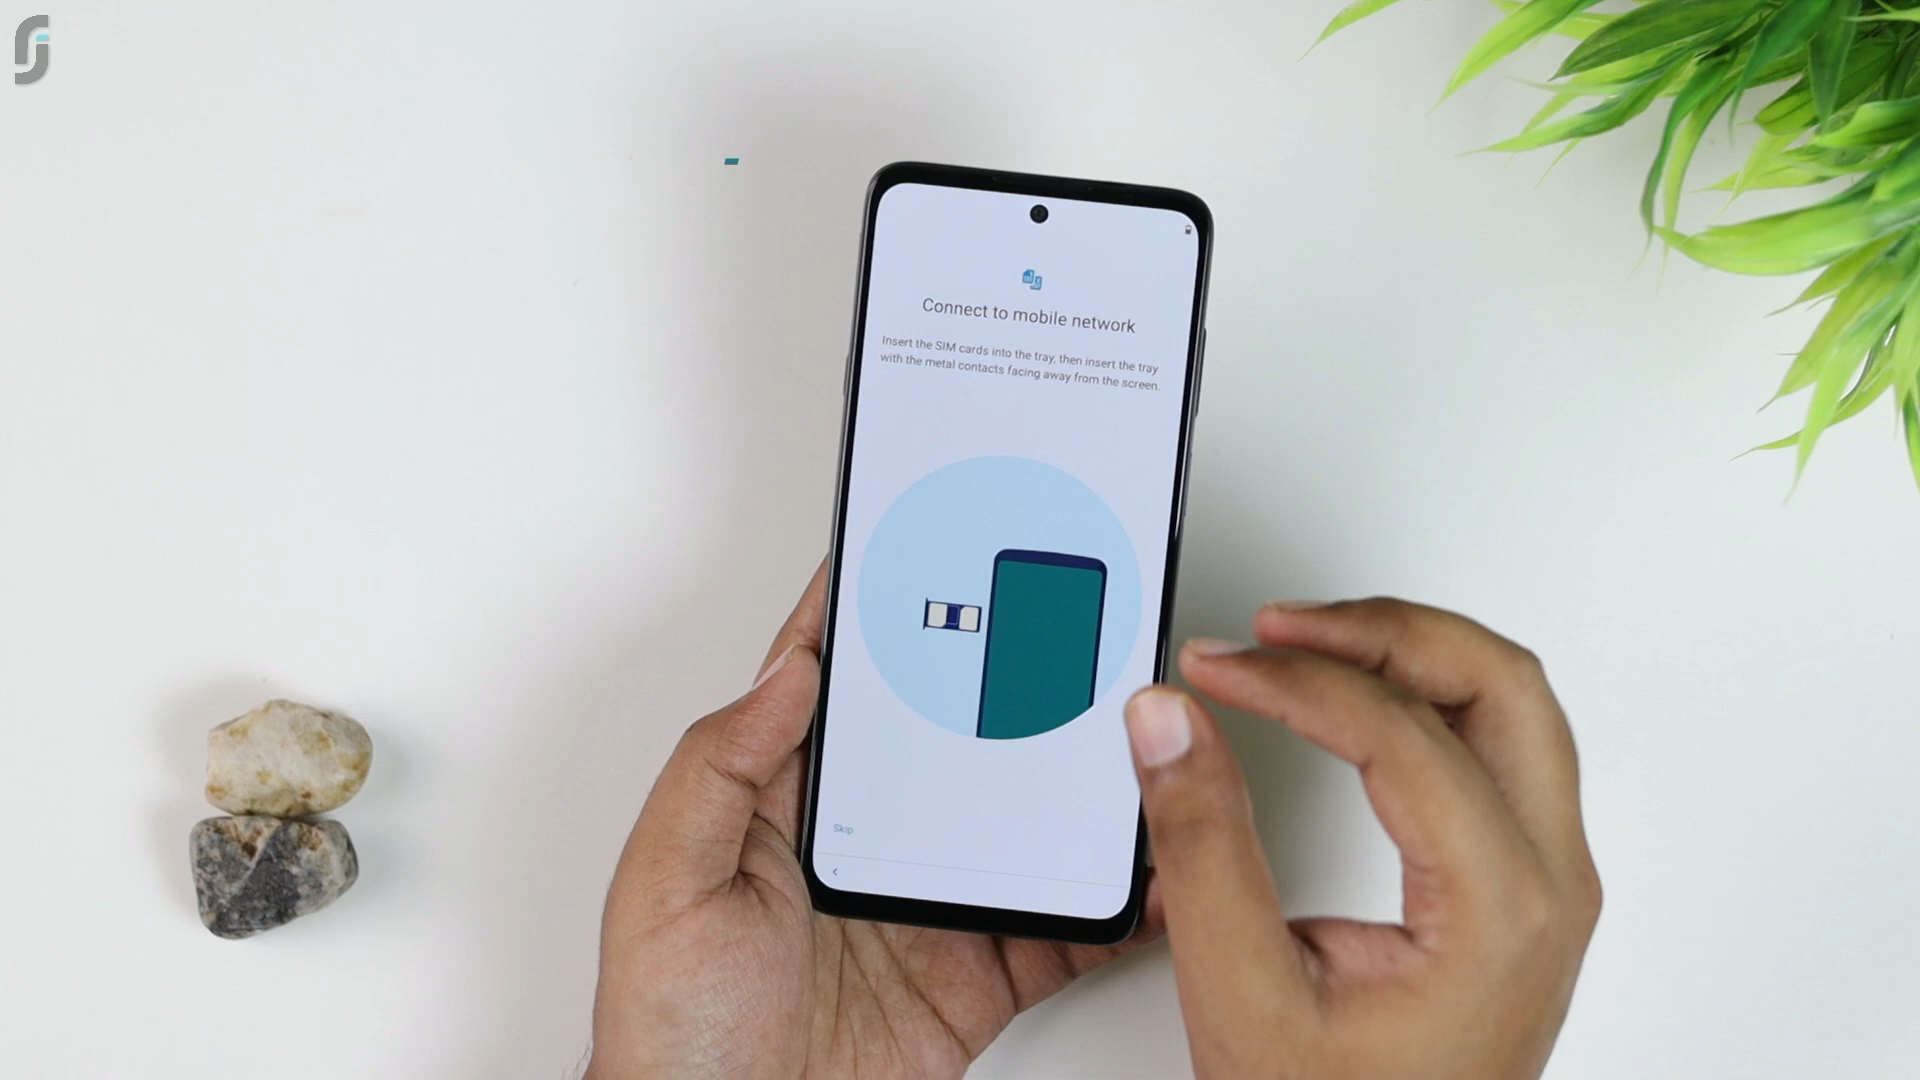 Connect to mobile network
Insert the SIM cards into the tray, then insert the tray
with the metal contacts facing away from the screen.
Skip